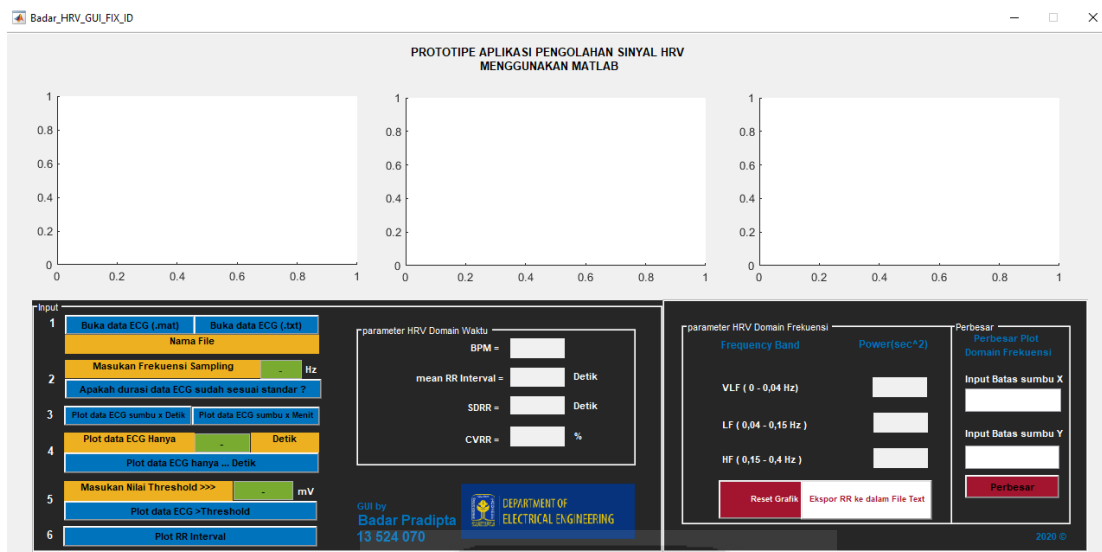 Badar_HRV_GUI_FIX_ID
PROTOTIPE APLIKASI PENGOLAHAN SINYAL HRV
MENGGUNAKAN MATLAB
1
0.8
0.6
0.4
0.2
0
0 0.2 0.4 0.6 0.8 1
1
0.8
0.6
0.4
0.2
0
0 0.2 0.4 0.6 0.8 1
1
0.8
0.6
0.4
0.2
0
0 0.2 0.4 0.6 0.8 1
Input
1 Buka data ECG (.mat) Buka data ECG (.txt)
Nama File
2
Masukan Frekuensi Sampling - Hz
Apakah durasi data ECG sudah sesuai standar ?
3 Plot data ECG sumbu x Detik Plot data ECG sumbu x Menit
4
Plot data ECG Hanya - Detik
Plot data ECG hanya ... Detik
5
Masukan Nilai Threshold >>> - mV
Plot data ECG >Threshold
6 Plot RR Interval
parameter HRV Domain Waktu
BPM =
mean RR Interval = Detik
SDRR = Detik
CVRR = %
GUI by
Badar Pradipta
13 524 070
DEPARTMENT OF
ELECTRICAL ENGINEERING
parameter HRV Domain Frekuensi
Frequency Band Power(sec^2)
VLF ( 0 - 0,04 Hz)
LF ( 0,04 - 0,15 Hz )
HF ( 0,15 - 0,4 Hz )
Reset Grafik Ekspor RR ke dalam File Text
Perbesar
Perbesar Plot
Domain Frekuensi
Input Batas sumbu X
Input Batas sumbu Y
Perbesar
2020 ©